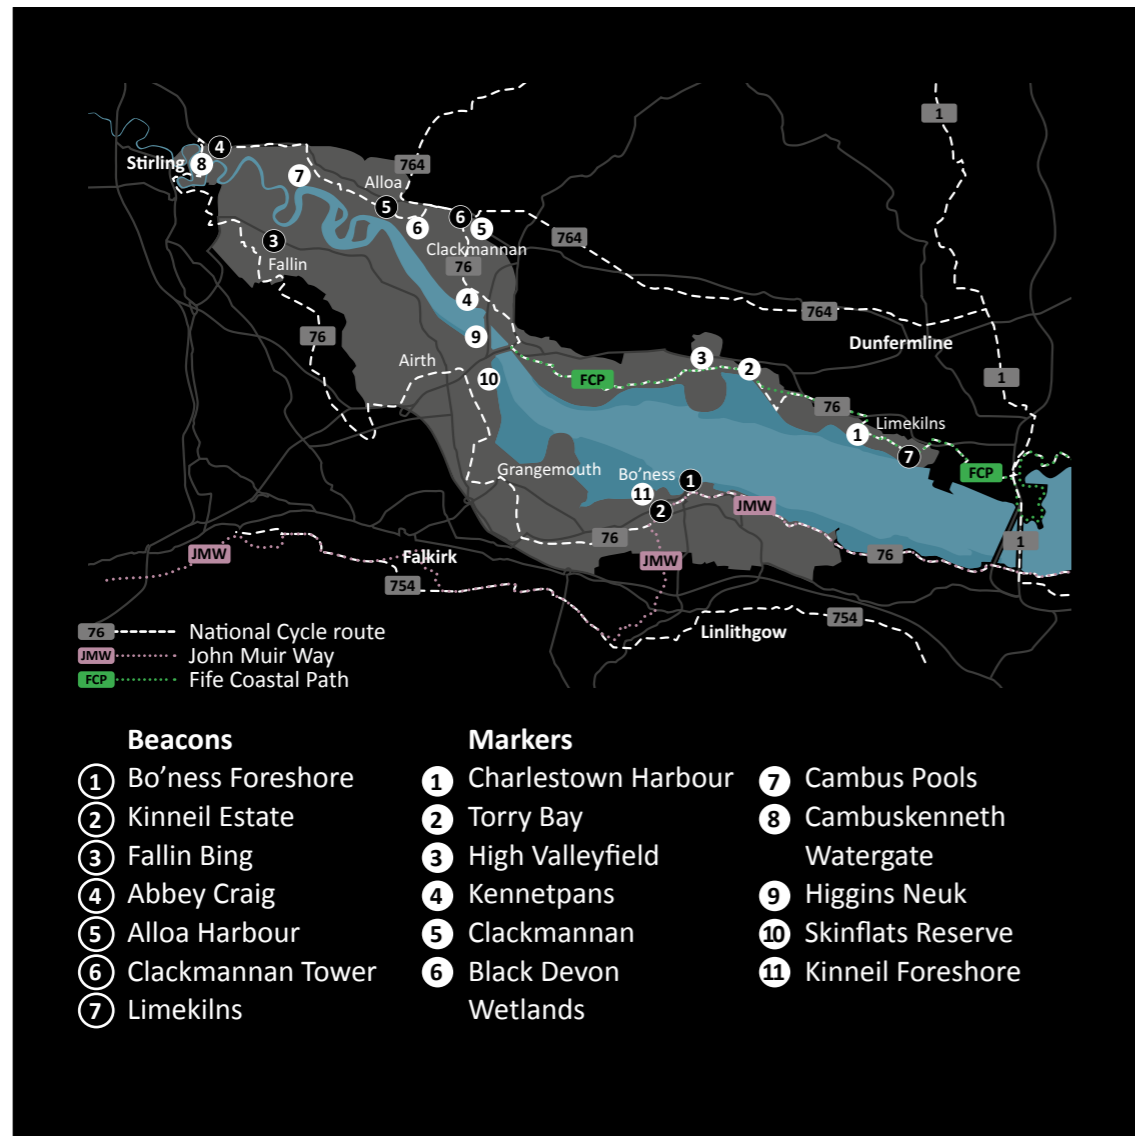 1
4
Stirling
8
764
7
Alloa
5
6
6
5
764
3
Clackmannan
Fallin
76
4
764
76
9
Dunfermline
Airth
3
2
10
FCP
1
76
Limekilns
1
7
Grangemouth
Bo’ness
1
FCP
11
JMW
2
76
1
JMW
Falkirk
76
JMW
754
754
Linlithgow
76 National Cycle route
JMW John Muir Way
FCP Fife Coastal Path
Beacons
1 Bo’ness Foreshore
2 Kinneil Estate
3 Fallin Bing
4 Abbey Craig
5 Alloa Harbour
6 Clackmannan Tower
7 Limekilns
Markers
1 Charlestown Harbour
2 Torry Bay
3 High Valleyfield
4 Kennetpans
5 Clackmannan
6 Black Devon
Wetlands
7 Cambus Pools
8 Cambuskenneth
Watergate
9 Higgins Neuk
10 Skinflats Reserve
11 Kinneil Foreshore